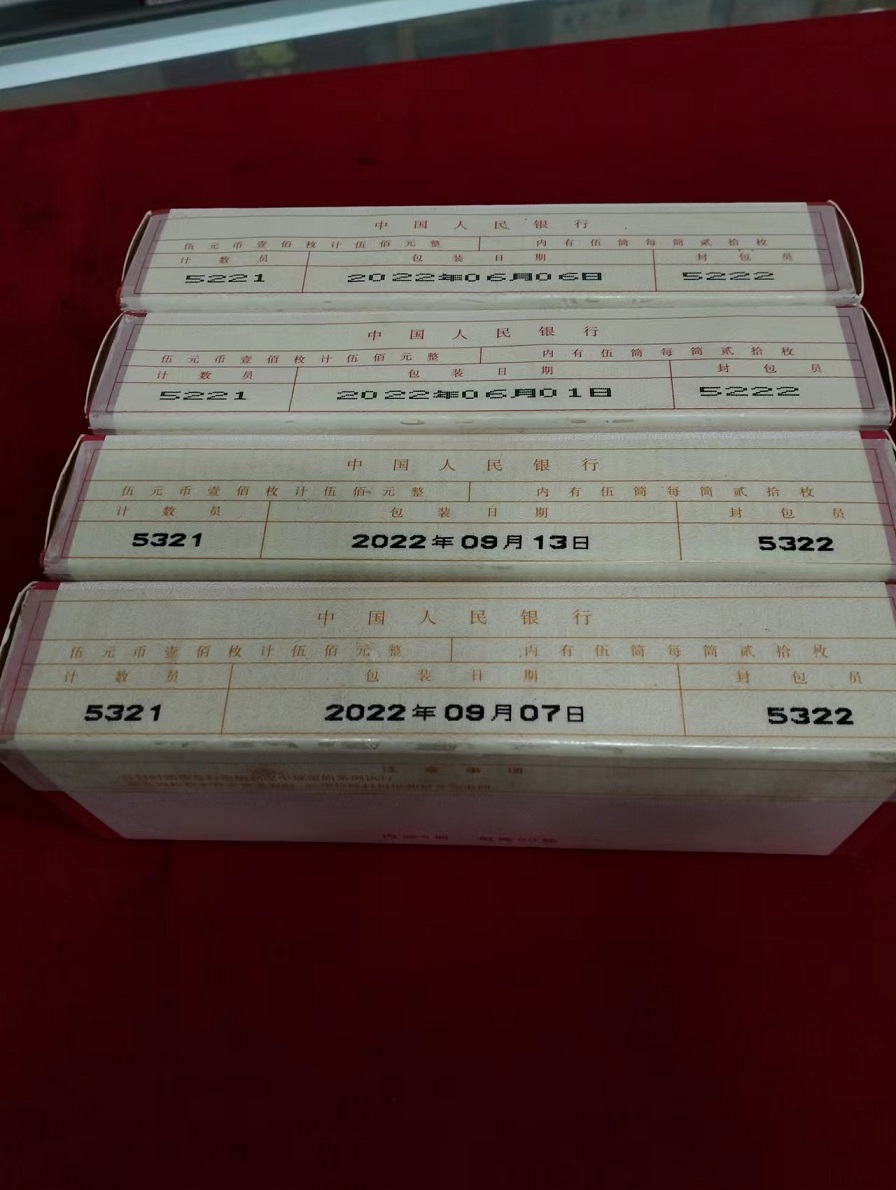 中国人民银行
伍元币壹佰枚计伍佰元整 内有伍筒每筒贰拾枚
计数员 包装日期 封包员
5221 2022年06月06日 5222
中国人民银行
伍元币壹佰枚计伍佰元整 内有伍筒每筒贰拾枚
计数员 包装日期 封包员
5221 2022年06月01日 5222
中国人民银行
伍元币壹佰枚计伍佰元整 内有伍筒每筒贰拾枚
计数员 包装日期 封包员
5321 2022年09月13日 5322
中国人民银行
伍元币壹佰枚计伍佰元整 内有伍筒每筒贰拾枚
计数员 包装日期 封包员
5321 2022年09月07日 5322
注意事项